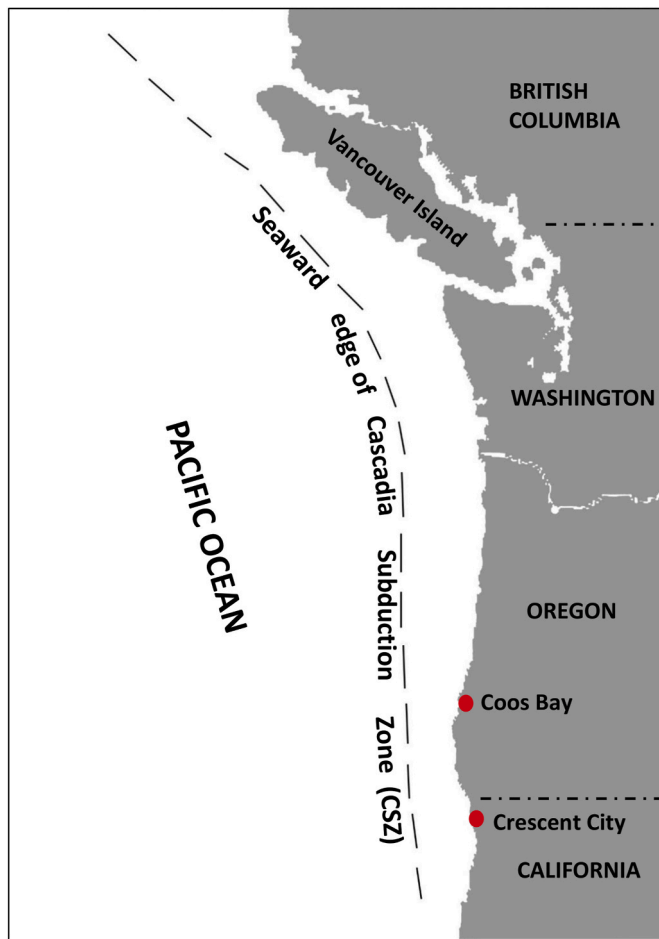 BRITISH
COLUMBIA
Vancouver Island
Seaward edge of Cascadia Subduction Zone (CSZ)
WASHINGTON
PACIFIC OCEAN
OREGON
Coos Bay
Crescent City
CALIFORNIA